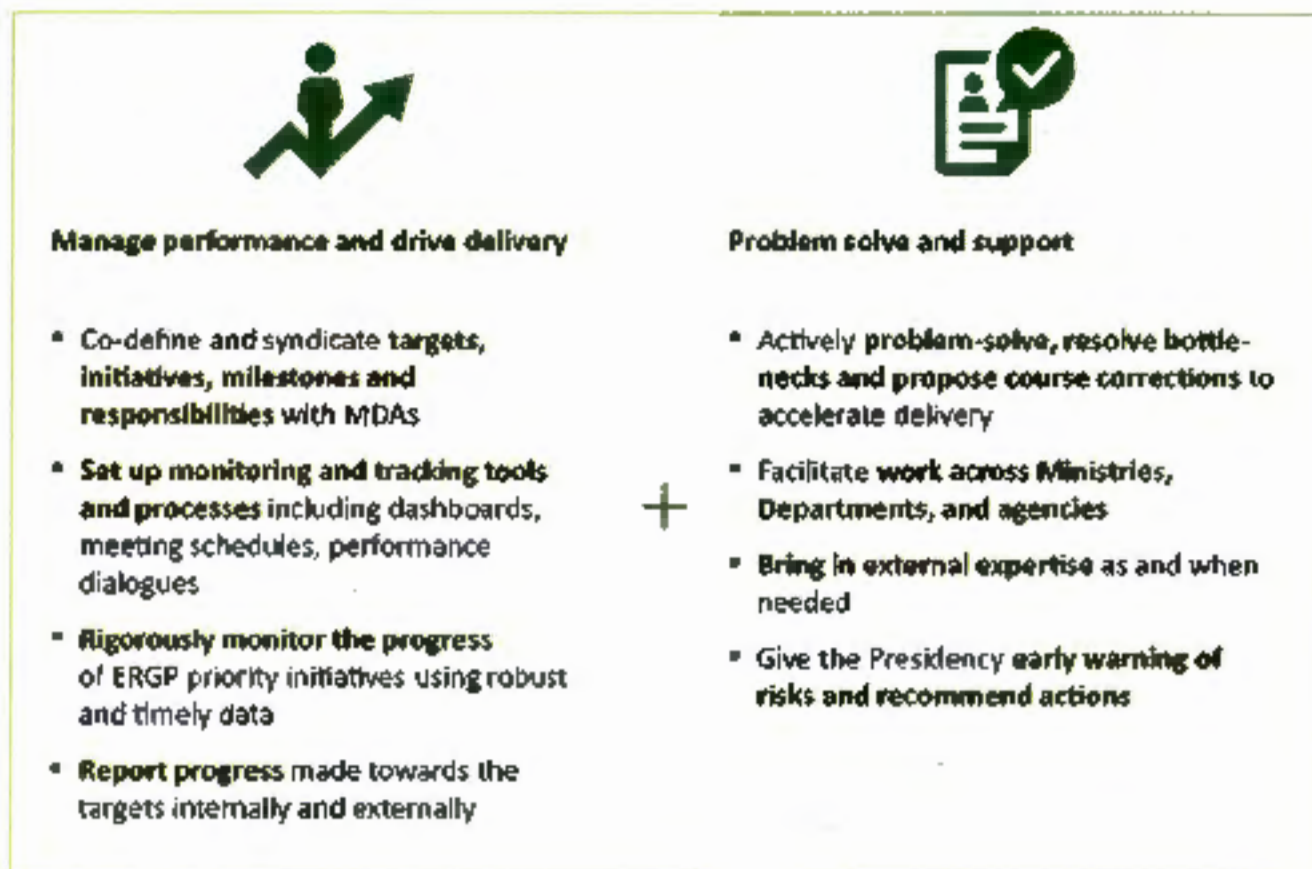 Manage performance and drive delivery
▪ Co-define and syndicate targets,
initiatives, milestones and
responsibilities with MDAs
▪ Set up monitoring and tracking tools
and processes including dashboards,
meeting schedules, performance
dialogues
▪ Rigorously monitor the progress
of ERGP priority initiatives using robust
and timely data
▪ Report progress made towards the
targets internally and externally
+
Problem solve and support
▪ Actively problem-solve, resolve bottle-
necks and propose course corrections to
accelerate delivery
▪ Facilitate work across Ministries,
Departments, and agencies
▪ Bring in external expertise as and when
needed
▪ Give the Presidency early warning of
risks and recommend actions